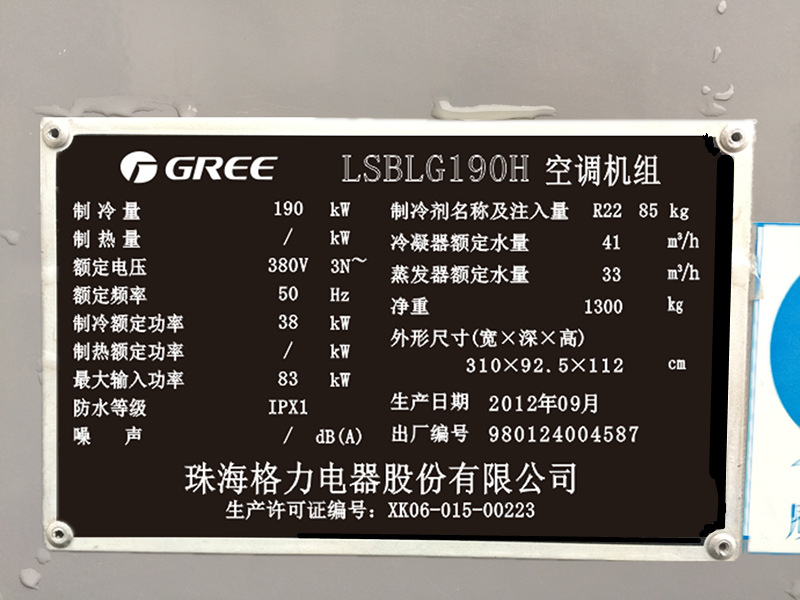 GREE LSBLG190H 空调机组
制冷量 190 kW
制热量 / kW
额定电压 380V 3N~
额定频率 50 Hz
制冷额定功率 38 kW
制热额定功率 / kW
最大输入功率 83 kW
防水等级 IPX1
噪声 / dB(A)
制冷剂名称及注入量 R22 85 kg
冷凝器额定水量 41 m³/h
蒸发器额定水量 33 m³/h
净重 1300 kg
外形尺寸(宽×深×高)
310×92.5×112 cm
生产日期 2012年09月
出厂编号 980124004587
珠海格力电器股份有限公司
生产许可证编号：XK06-015-00223